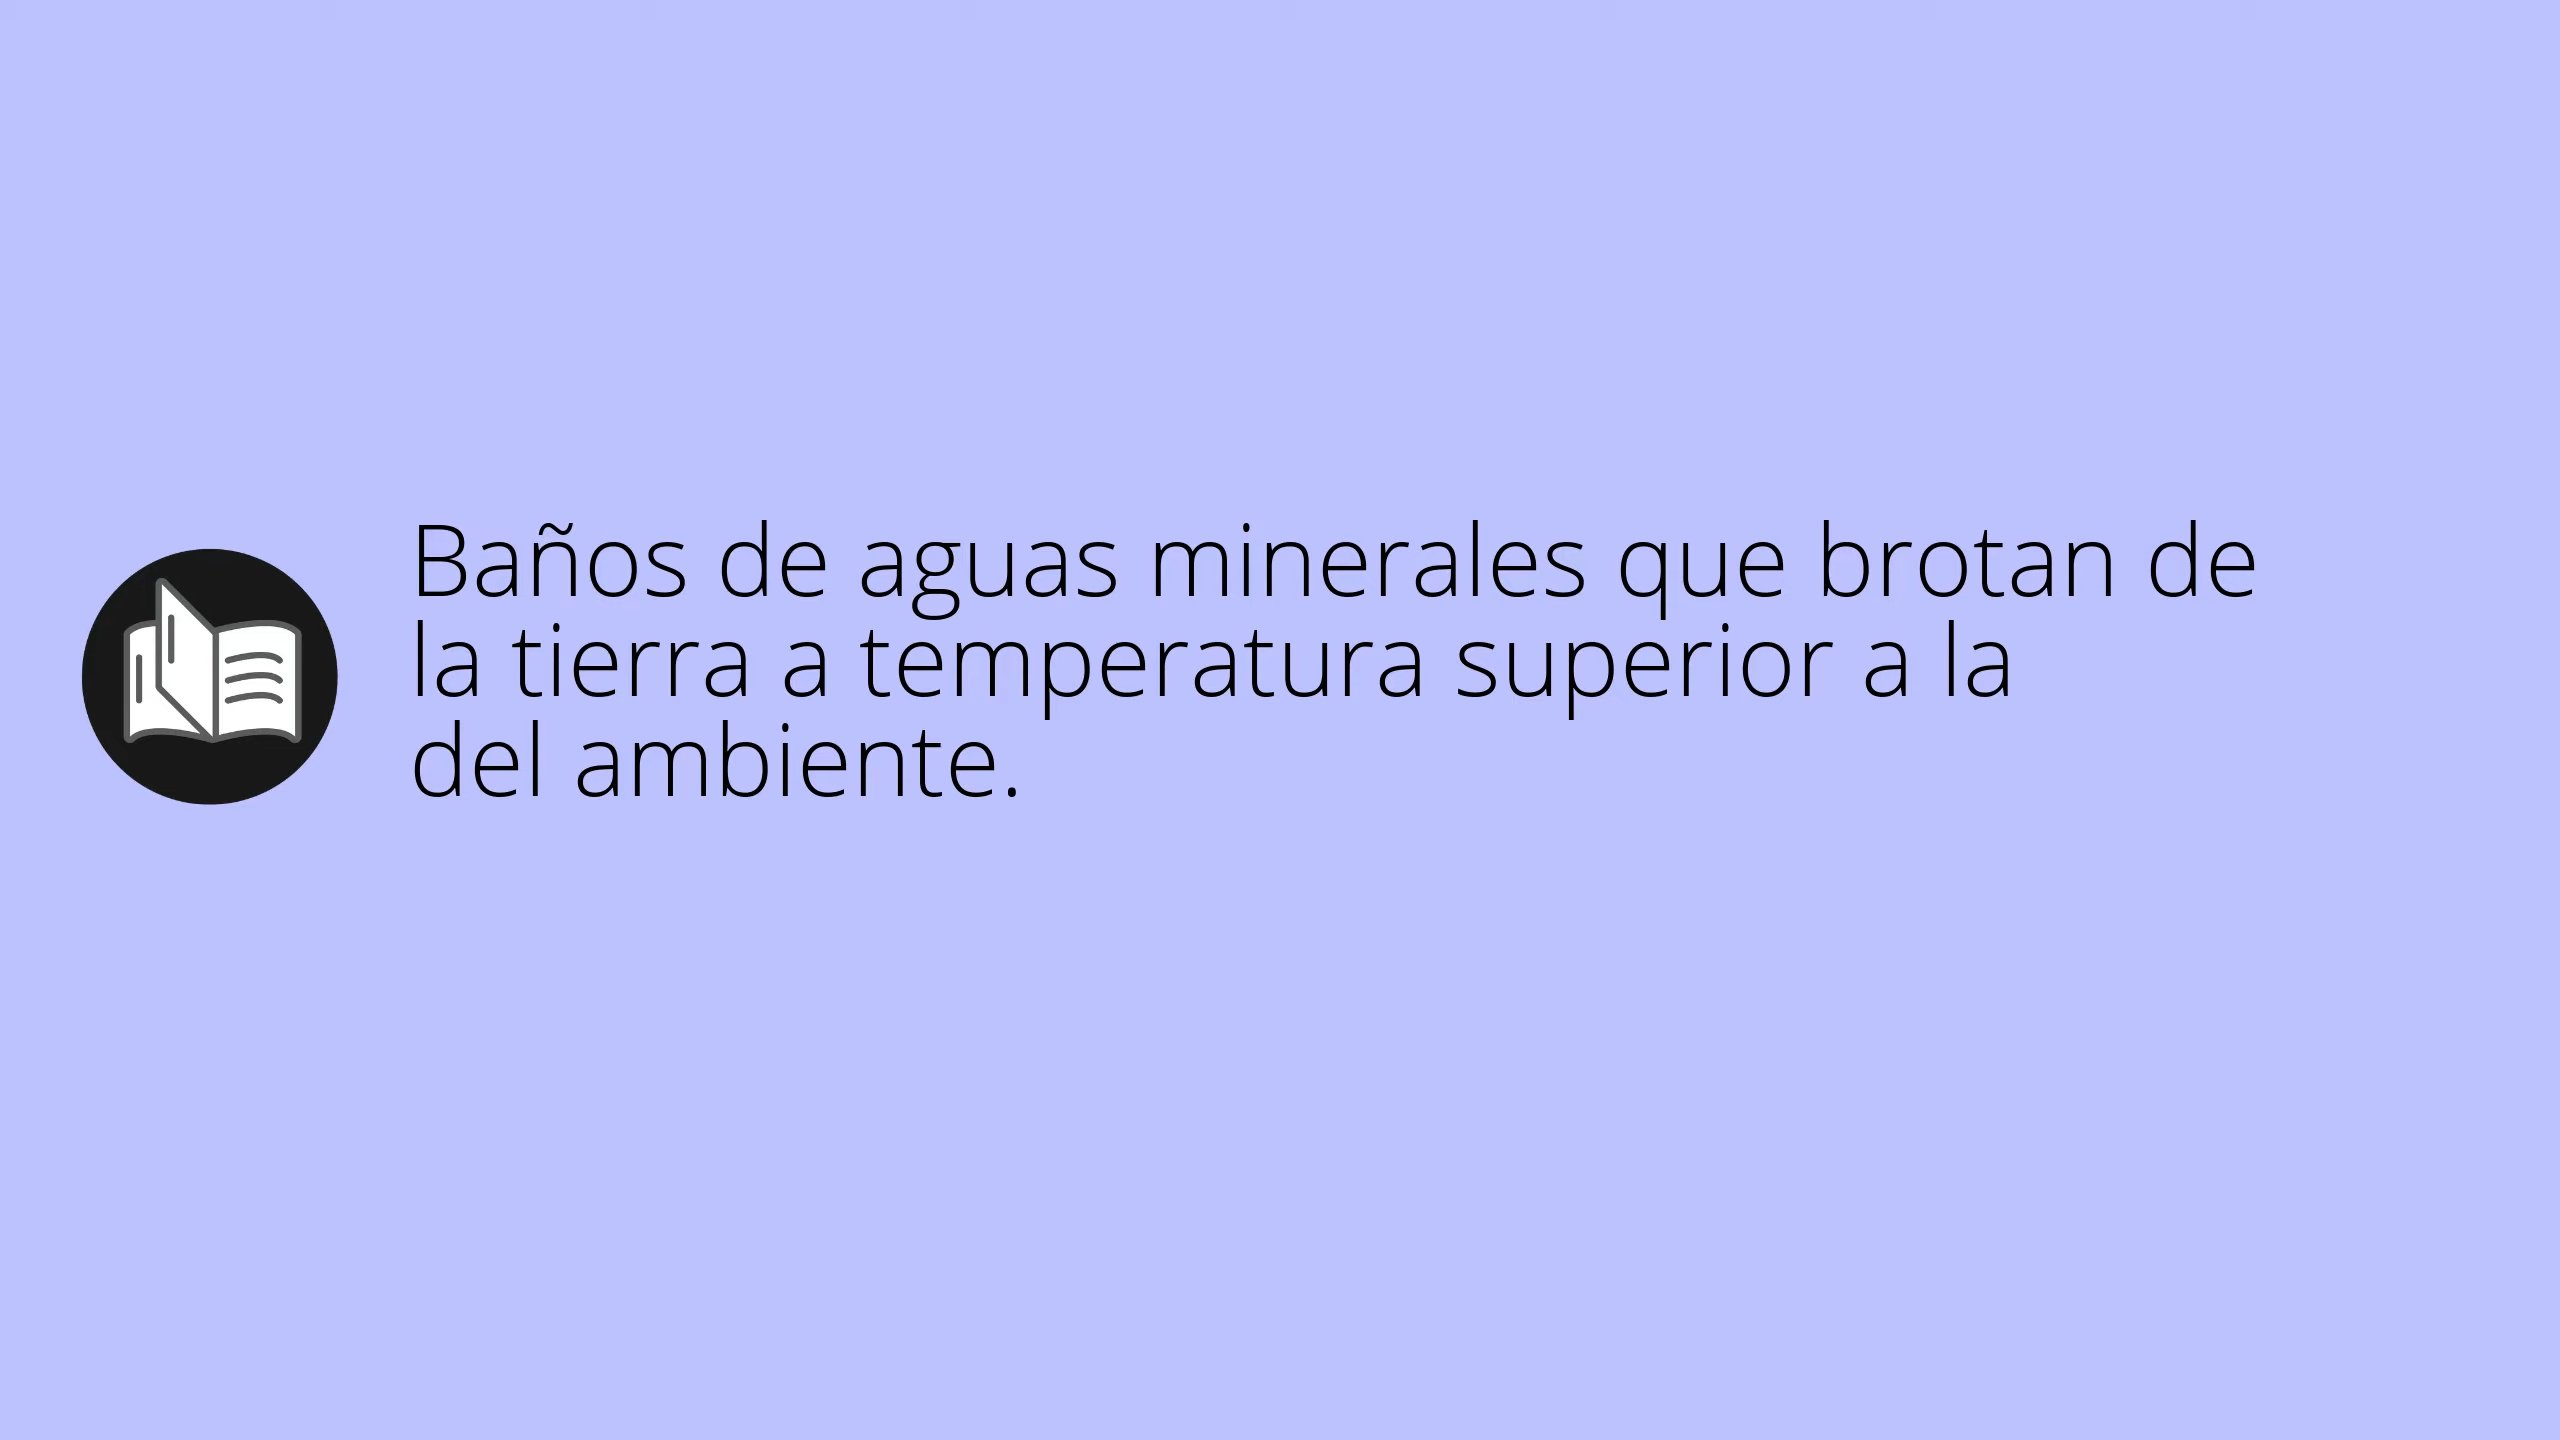 Baños de aguas minerales que brotan de
la tierra a temperatura superior a la
del ambiente.